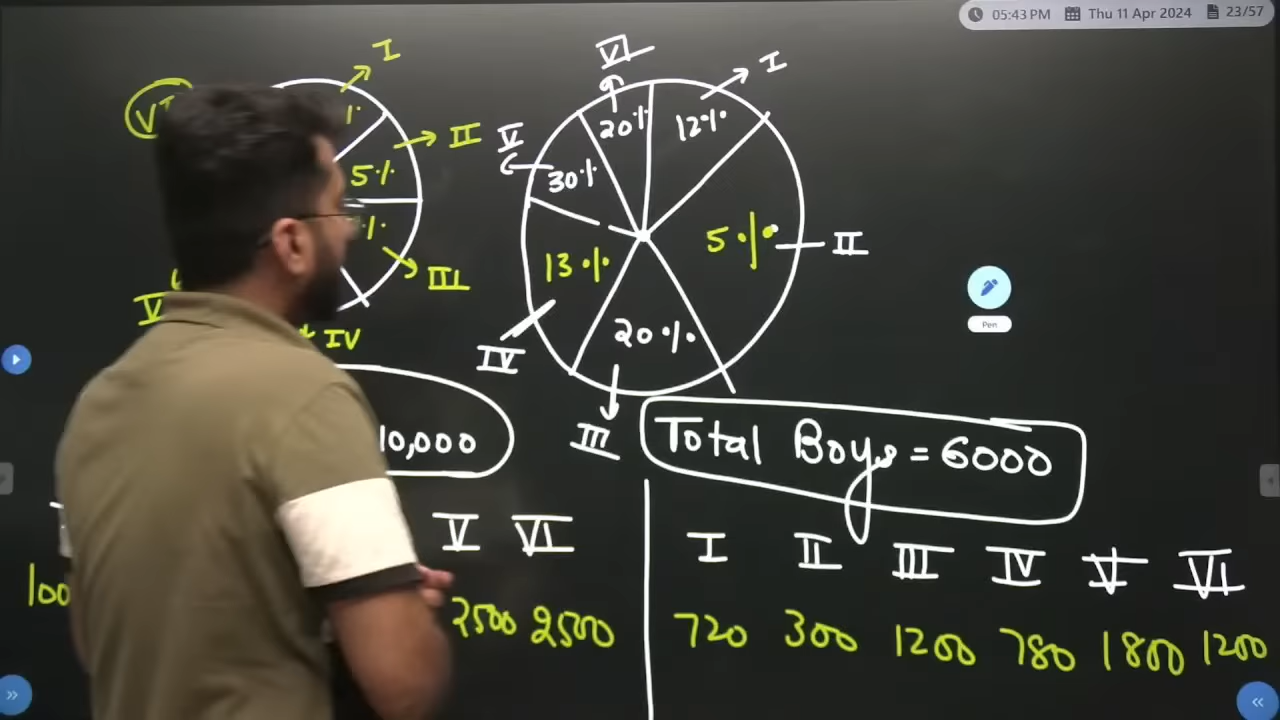 05:43 PM Thu 11 Apr 2024 23/57
VI I
I
20% 12%
V
II
30%
5%
5% II
13%
III
20%
IV
IV
Pen
III
10,000
Total Boys = 6000
V VI
I II III IV V VI
100
2500 2500
720 300 1200 780 1800 1200